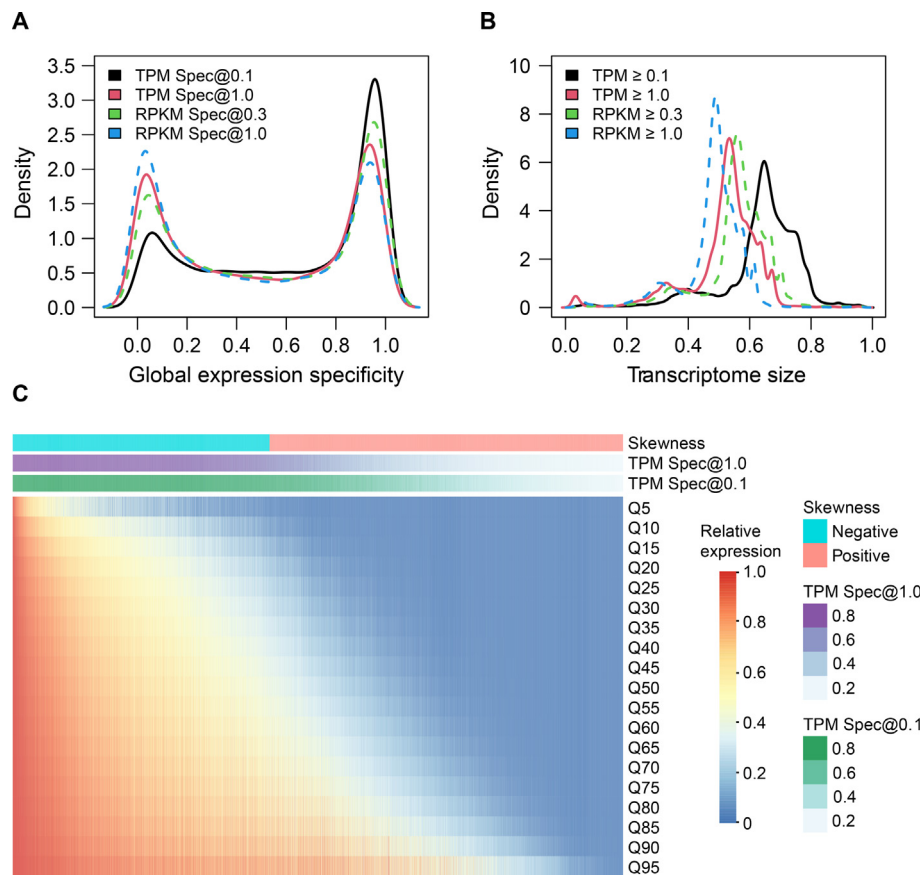 A
3.5
3.0
2.5
2.0
1.5
1.0
0.5
0.0
Density
TPM Spec@0.1
TPM Spec@1.0
RPKM Spec@0.3
RPKM Spec@1.0
0.0 0.2 0.4 0.6 0.8 1.0
Global expression specificity
B
10
8
6
4
2
0
Density
TPM ≥ 0.1
TPM ≥ 1.0
RPKM ≥ 0.3
RPKM ≥ 1.0
0.0 0.2 0.4 0.6 0.8 1.0
Transcriptome size
C
Skewness
TPM Spec@1.0
TPM Spec@0.1
Q5
Q10
Q15
Q20
Q25
Q30
Q35
Q40
Q45
Q50
Q55
Q60
Q65
Q70
Q75
Q80
Q85
Q90
Q95
Relative
expression
1.0
0.8
0.6
0.4
0.2
0
Skewness
Negative
Positive
TPM Spec@1.0
0.8
0.6
0.4
0.2
TPM Spec@0.1
0.8
0.6
0.4
0.2